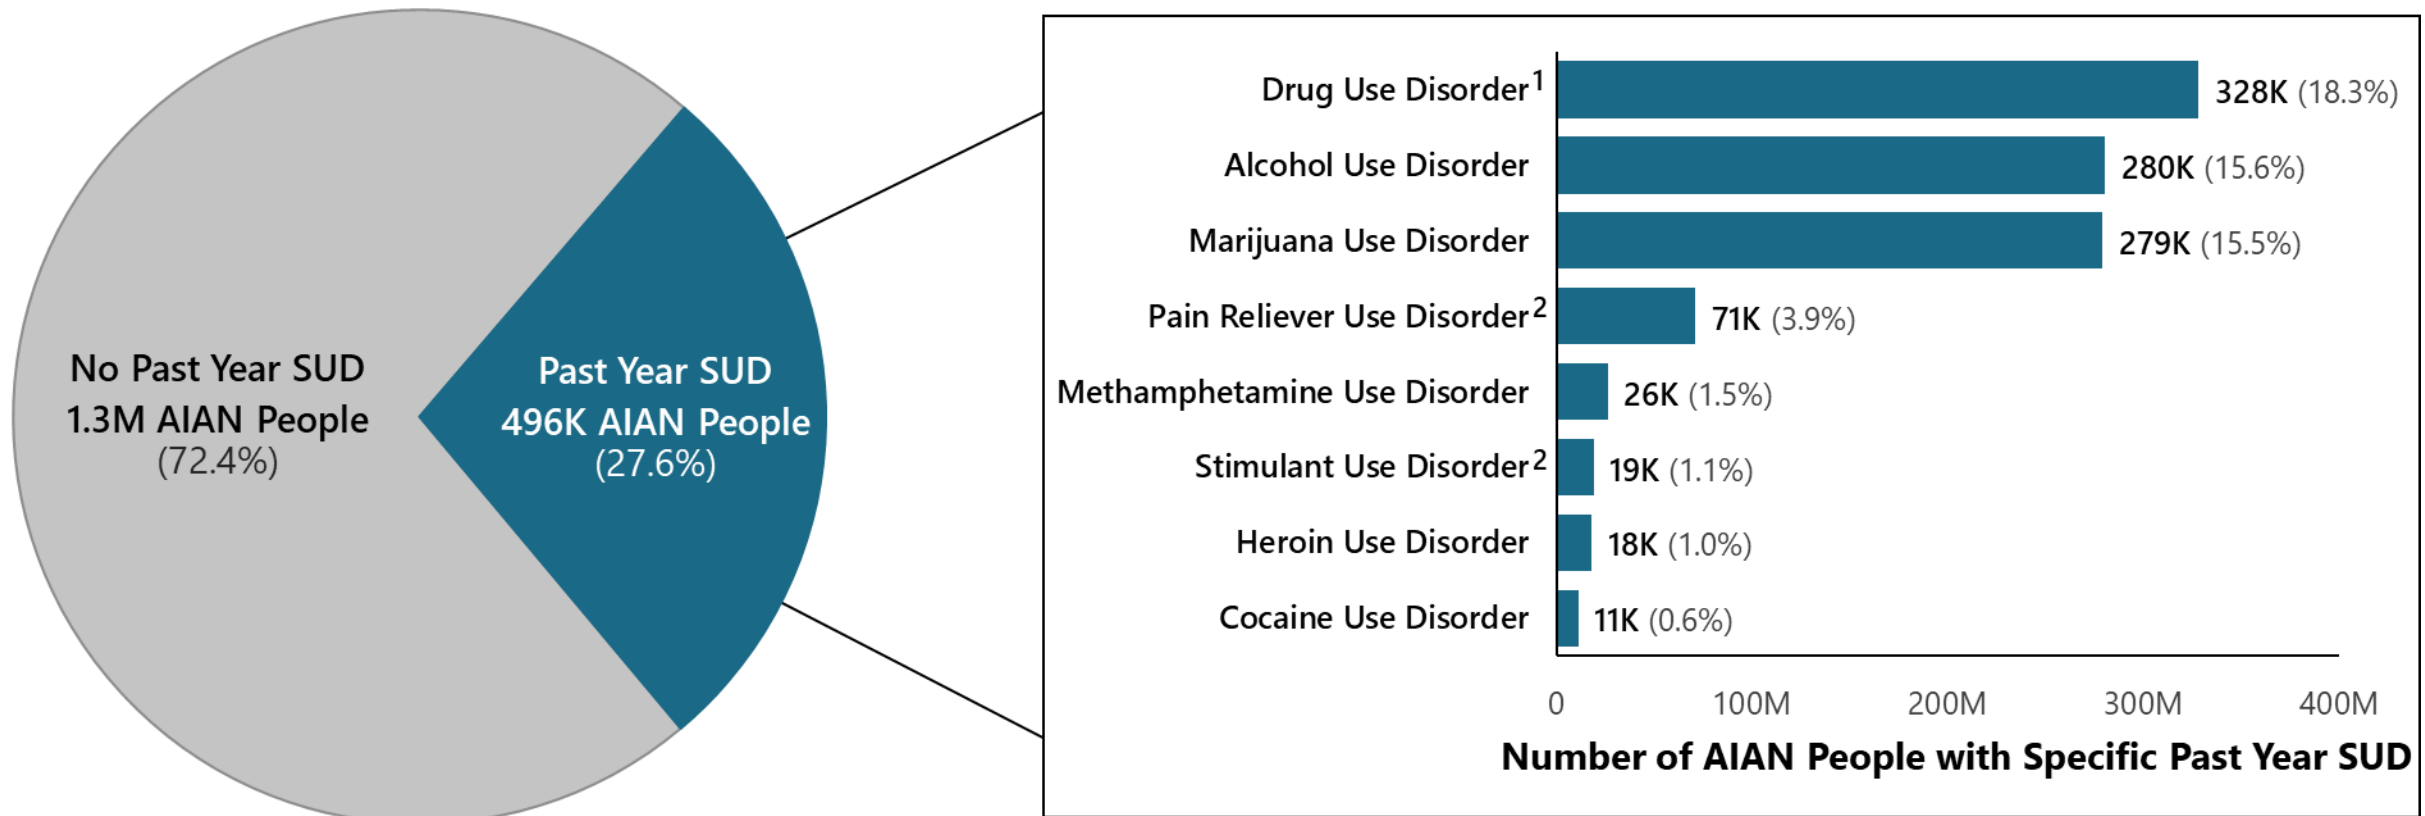 No Past Year SUD
1.3M AIAN People
(72.4%)
Past Year SUD
496K AIAN People
(27.6%)
Drug Use Disorder1 328K (18.3%)
Alcohol Use Disorder 280K (15.6%)
Marijuana Use Disorder 279K (15.5%)
Pain Reliever Use Disorder2 71K (3.9%)
Methamphetamine Use Disorder 26K (1.5%)
Stimulant Use Disorder2 19K (1.1%)
Heroin Use Disorder 18K (1.0%)
Cocaine Use Disorder 11K (0.6%)
0 100M 200M 300M 400M
Number of AIAN People with Specific Past Year SUD